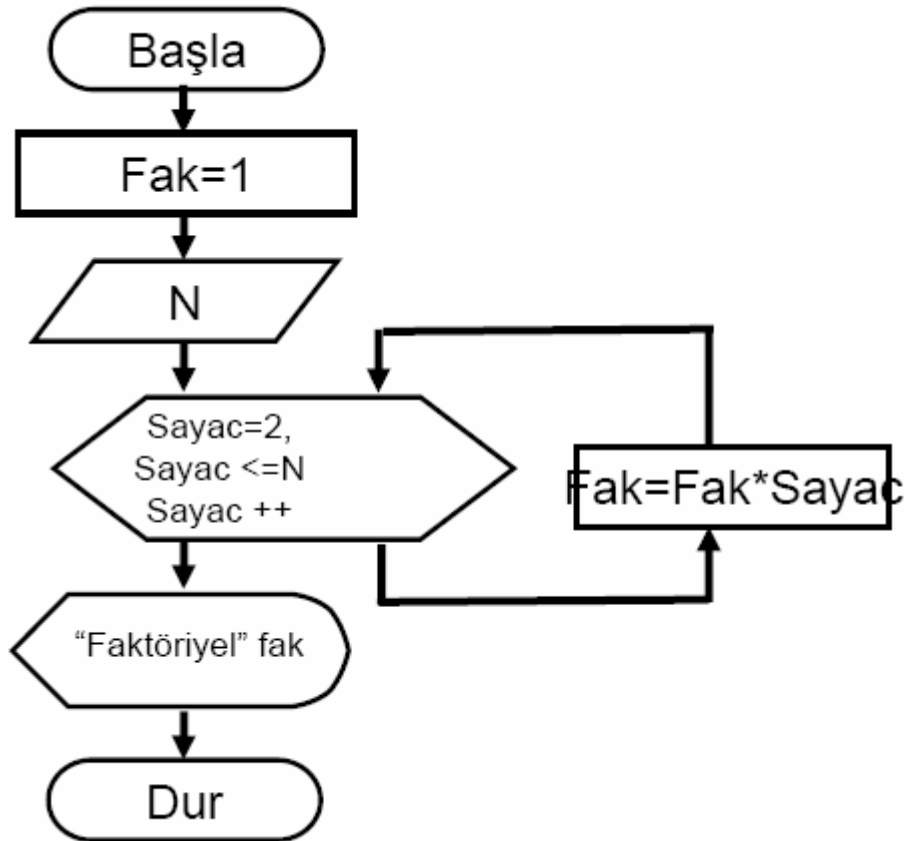 Başla
Fak=1
N
Sayac=2,
Sayac <=N
Sayac ++
Fak=Fak*Sayac
“Faktöriyel” fak
Dur